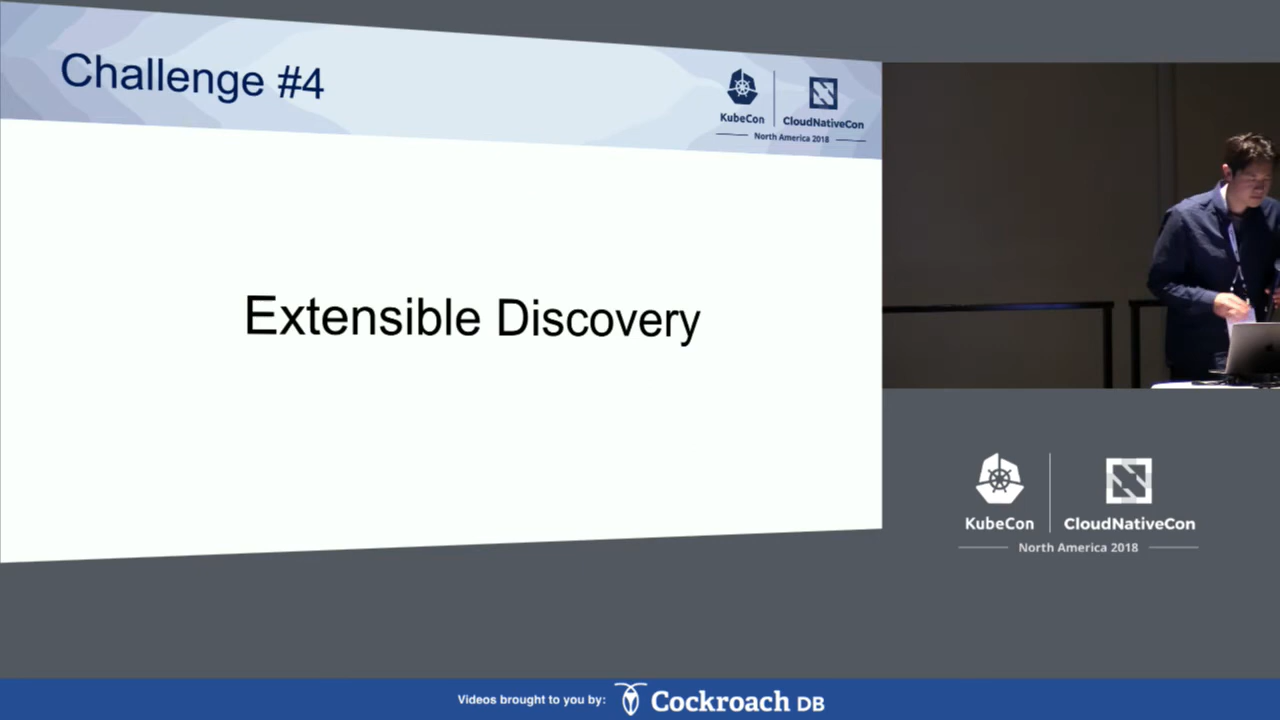 Challenge #4
KubeCon
CloudNativeCon
North America 2018
Extensible Discovery
KubeCon
CloudNativeCon
North America 2018
Videos brought to you by:
Cockroach DB